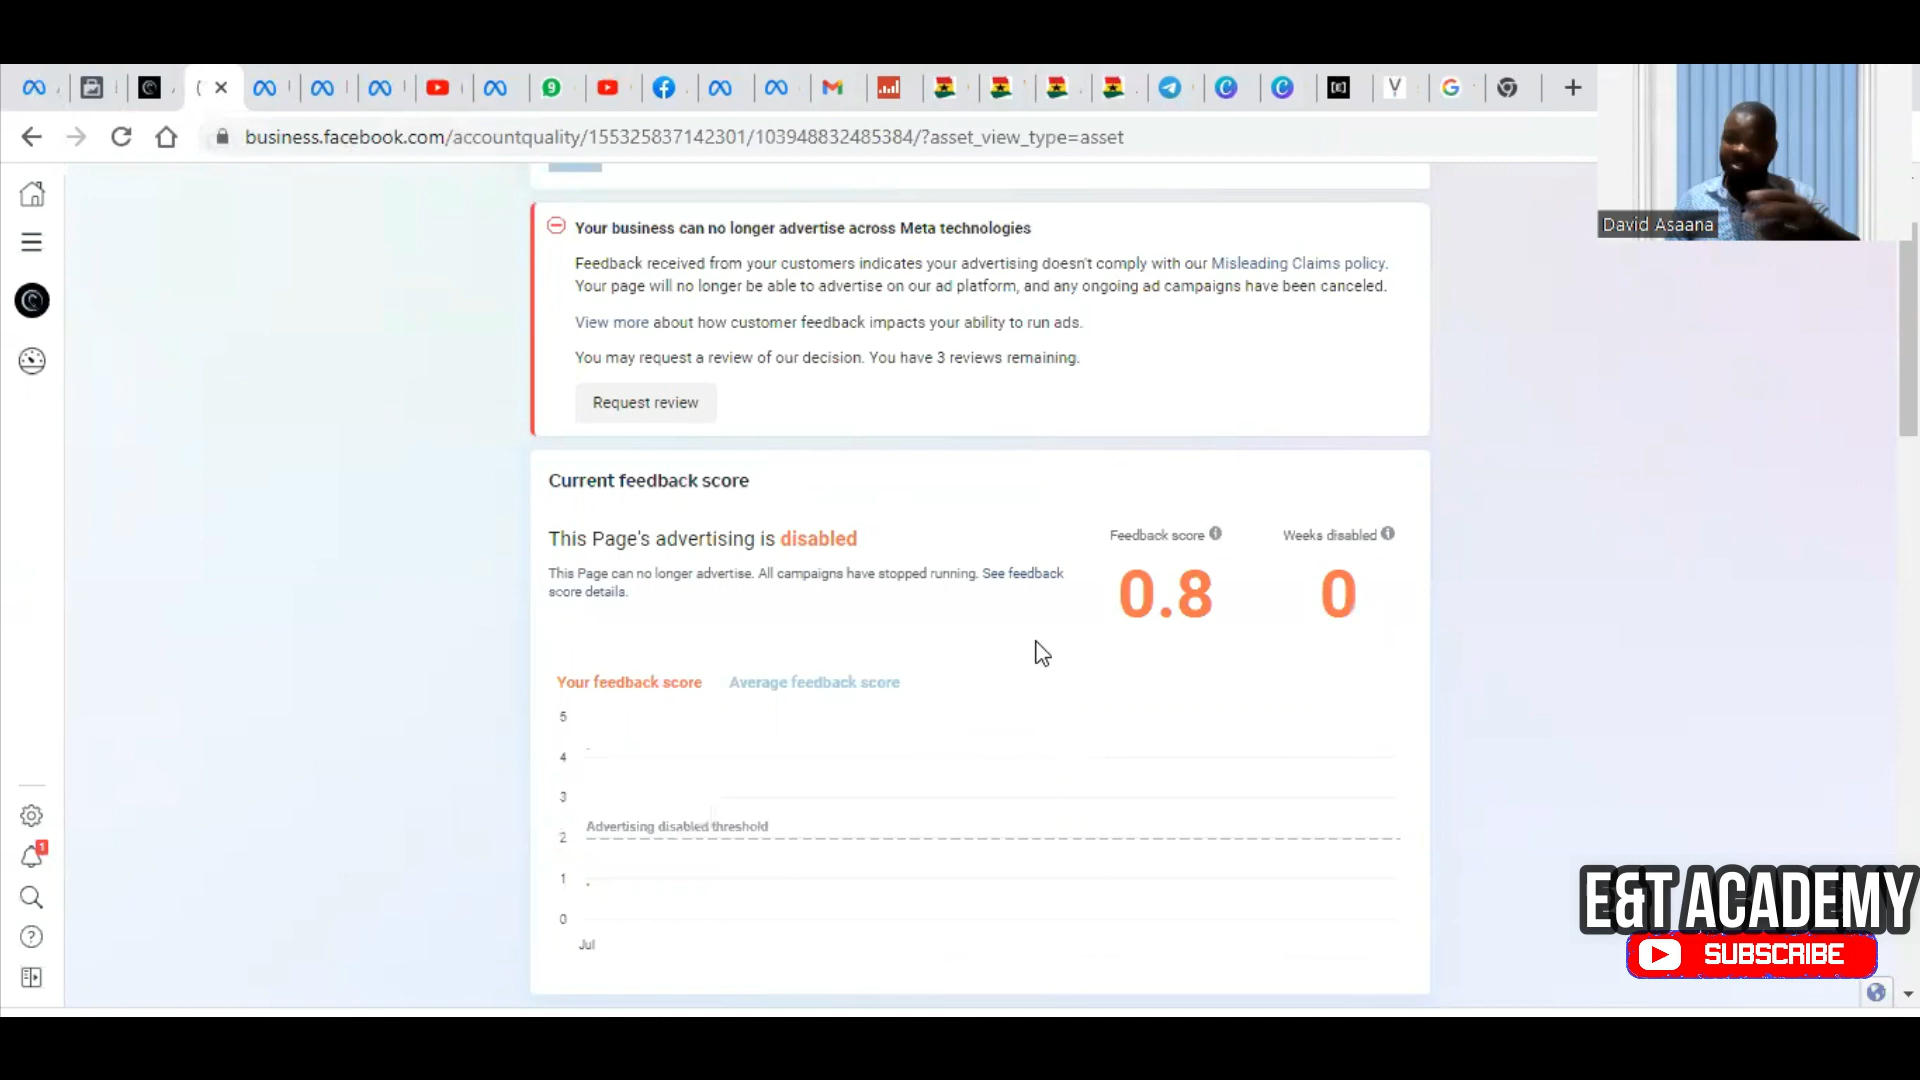 9
business.facebook.com/accountquality/155325837142301/103948832485384/?asset_view_type=asset
David Asaana
Your business can no longer advertise across Meta technologies
Feedback received from your customers indicates your advertising doesn't comply with our Misleading Claims policy.
Your page will no longer be able to advertise on our ad platform, and any ongoing ad campaigns have been canceled.
View more about how customer feedback impacts your ability to run ads.
You may request a review of our decision. You have 3 reviews remaining.
Request review
Current feedback score
This Page's advertising is disabled
Feedback score
Weeks disabled
This Page can no longer advertise. All campaigns have stopped running. See feedback
score details.
0.8
0
Your feedback score
Average feedback score
5
4
3
Advertising disabled threshold
2
1
0
Jul
1
E&T ACADEMY
SUBSCRIBE